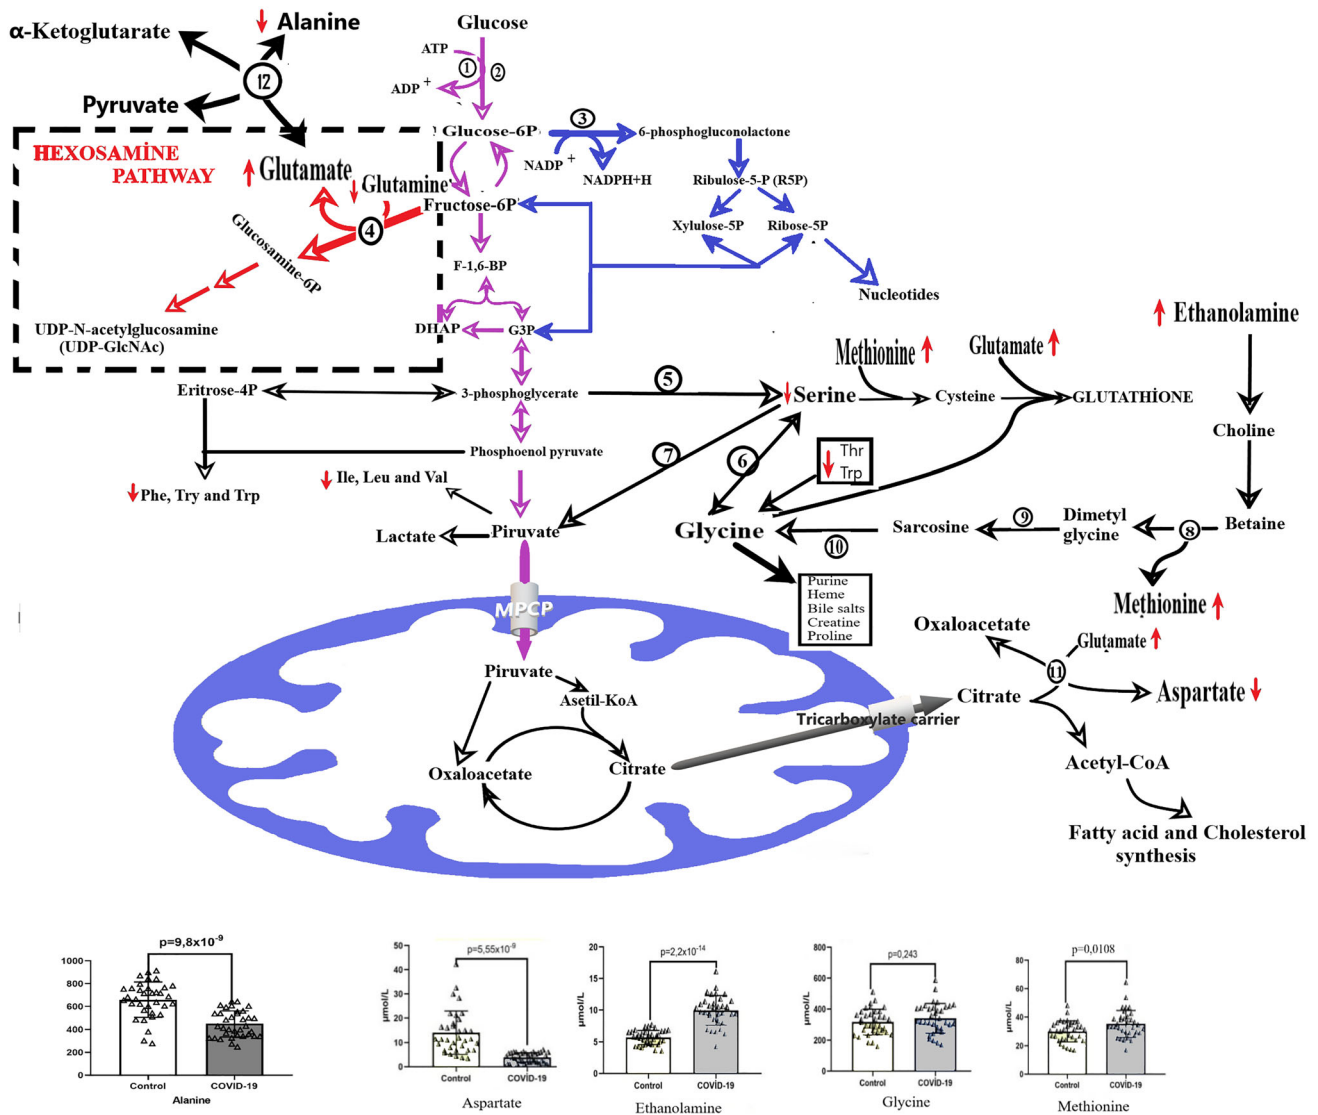 α-Ketoglutarate
Alanine
12
Pyruvate
Glucose
ATP
1
2
ADP +
HEXOSAMİNE
PATHWAY
Glutamate
Glutamine
4
Glucosamine-6P
UDP-N-acetylglucosamine
(UDP-GlcNAc)
Glucose-6P
3
6-phosphogluconolactone
NADP +
NADPH+H
Ribulose-5-P (R5P)
Xylulose-5P
Ribose-5P
Nucleotides
Fructose-6P
F-1,6-BP
DHAP
G3P
Eritrose-4P
3-phosphoglycerate
5
Serine
Methionine
Cysteine
Glutamate
GLUTATHİONE
Ethanolamine
Choline
Betaine
8
Dimetyl
glycine
9
Sarcosine
10
Glycine
Methionine
Phosphoenol pyruvate
7
6
Thr
Trp
Phe, Try and Trp
Ile, Leu and Val
Lactate
Piruvate
Purine
Heme
Bile salts
Creatine
Proline
MPCP
Piruvate
Asetil-KoA
Oxaloacetate
Citrate
Tricarboxylate carrier
Oxaloacetate
Glutamate
11
Citrate
Aspartate
Acetyl-CoA
Fatty acid and Cholesterol
synthesis
p=9,8x10-9
1000
800
600
400
200
0
Control
COVID-19
Alanine
p=5,55x10-9
µmol/L
50
40
30
20
10
0
Control
COVİD-19
Aspartate
p=2,2x10-14
µmol/L
20
15
10
5
0
Control
COVİD-19
Ethanolamine
p=0,243
µmol/L
800
600
400
200
0
Control
COVİD-19
Glycine
p=0,0108
µmol/L
80
60
40
20
0
Control
COVİD-19
Methionine